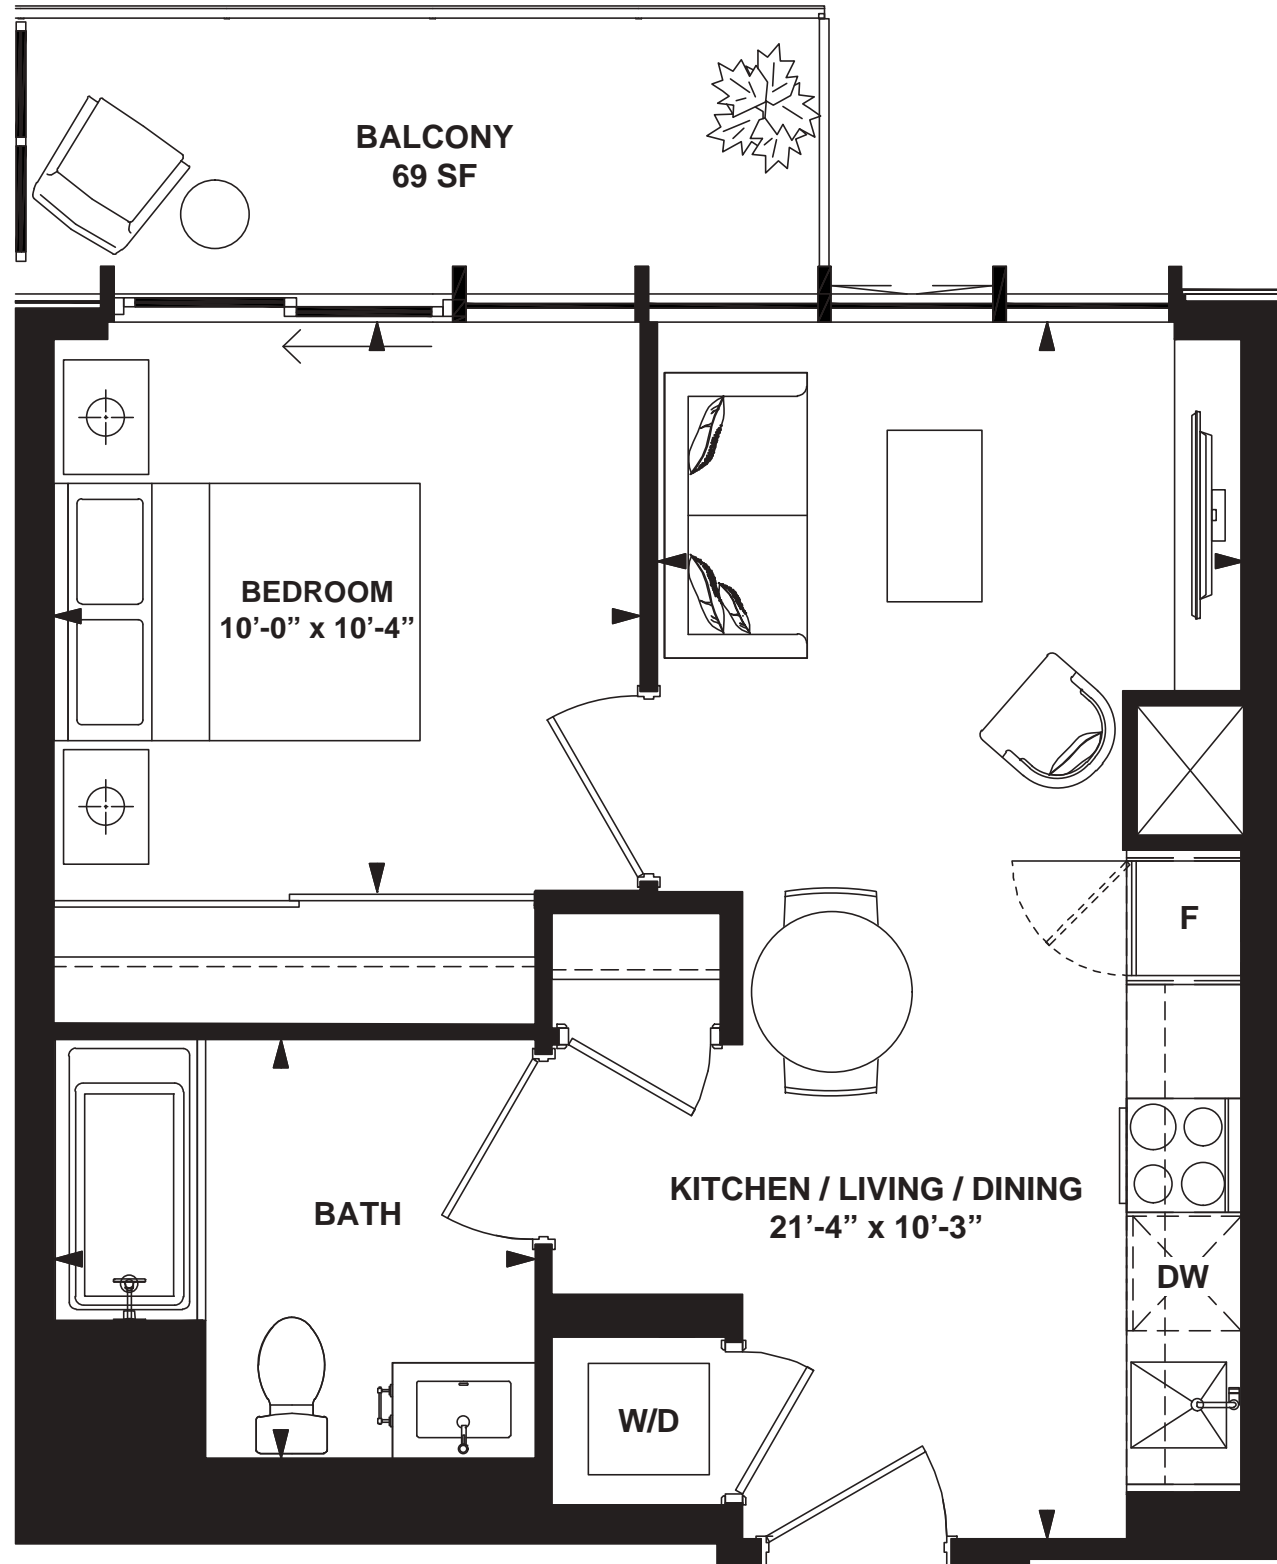 BALCONY
69 SF
BEDROOM
10’-0” x 10’-4”
F
KITCHEN / LIVING / DINING
21’-4” x 10’-3”
BATH
DW
W/D